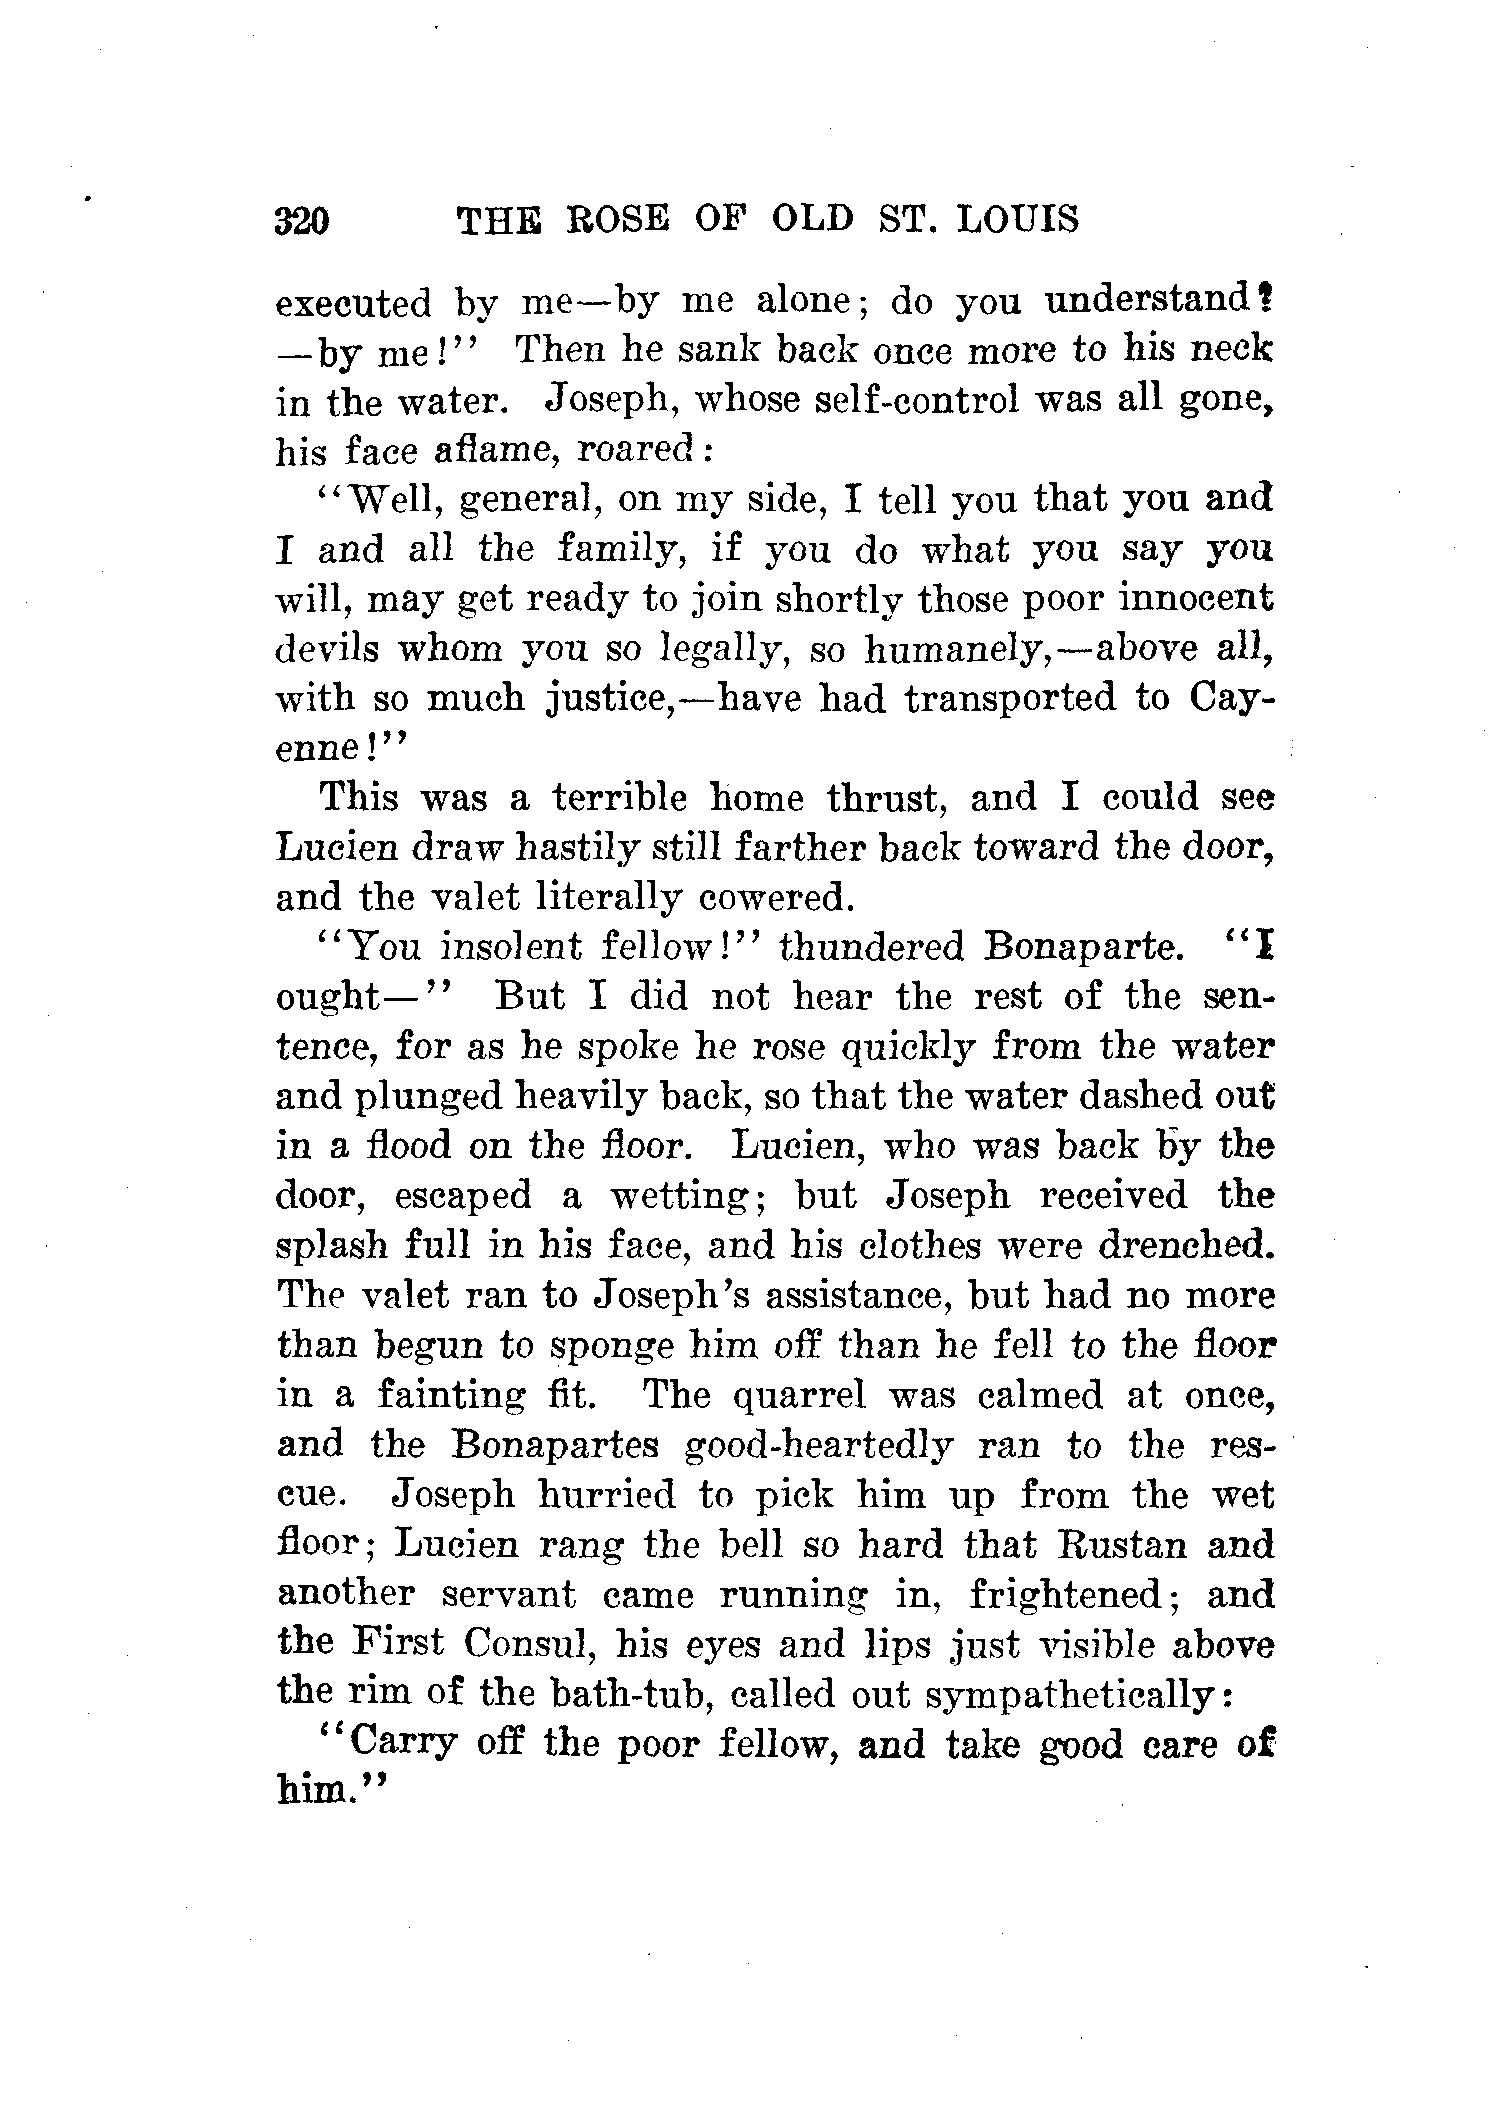 320 THE ROSE OF OLD ST. LOUIS
executed by me—by me alone; do you understand?
—by me!'' Then he sank back once more to his neck
in the water. Joseph, whose self-control was all gone,
his face aflame, roared:
``Well, general, on my side, I tell you that you and
I and all the family, if you do what you say you
will, may get ready to join shortly those poor innocent
devils whom you so legally, so humanely,—above all,
with so much justice,—have had transported to Cay-
enne!''
This was a terrible home thrust, and I could see
Lucien draw hastily still farther back toward the door,
and the valet literally cowered.
``You insolent fellow!'' thundered Bonaparte. ``I
ought—'' But I did not hear the rest of the sen-
tence, for as he spoke he rose quickly from the water
and plunged heavily back, so that the water dashed out
in a flood on the floor. Lucien, who was back by the
door, escaped a wetting; but Joseph received the
splash full in his face, and his clothes were drenched.
The valet ran to Joseph's assistance, but had no more
than begun to sponge him off than he fell to the floor
in a fainting fit. The quarrel was calmed at once,
and the Bonapartes good-heartedly ran to the res-
cue. Joseph hurried to pick him up from the wet
floor; Lucien rang the bell so hard that Rustan and
another servant came running in, frightened; and
the First Consul, his eyes and lips just visible above
the rim of the bath-tub, called out sympathetically:
``Carry off the poor fellow, and take good care of
him.''